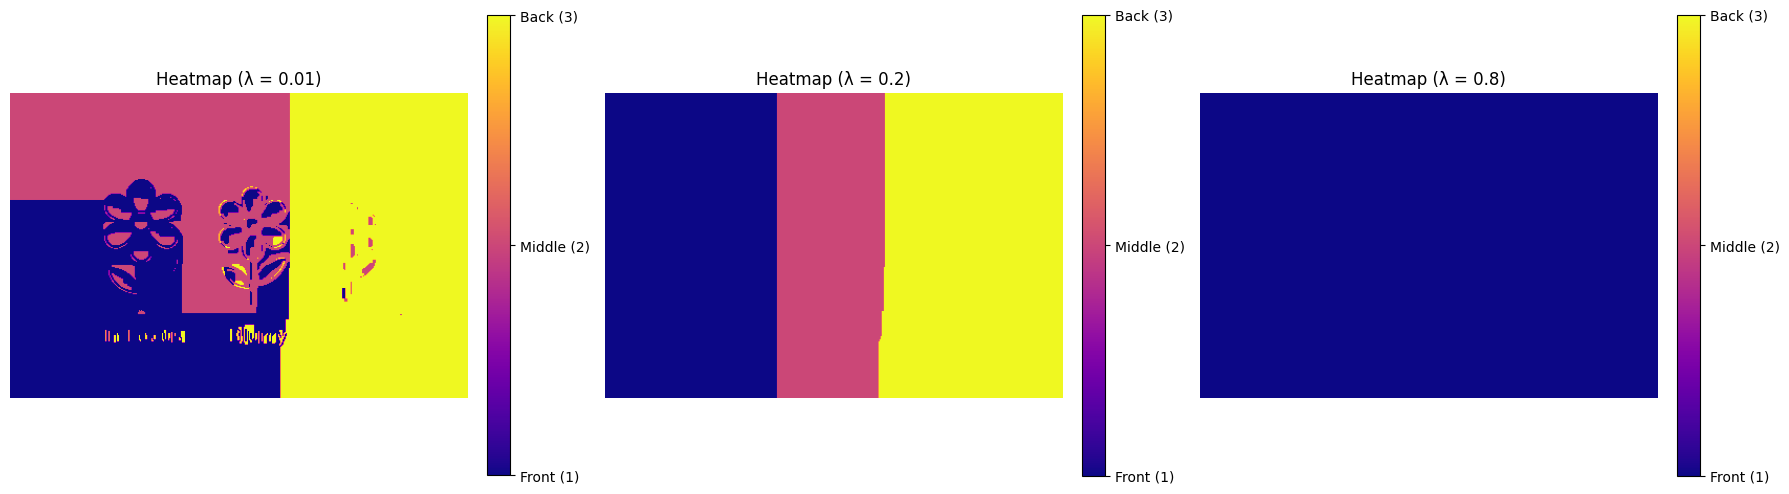 Heatmap (λ = 0.01)
Back (3)
Middle (2)
Front (1)
Heatmap (λ = 0.2)
Back (3)
Middle (2)
Front (1)
Heatmap (λ = 0.8)
Back (3)
Middle (2)
Front (1)